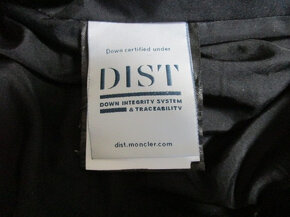 Down certified under
DIST
DOWN INTEGRITY SYSTEM
& TRACEABILITY
dist.moncler.com